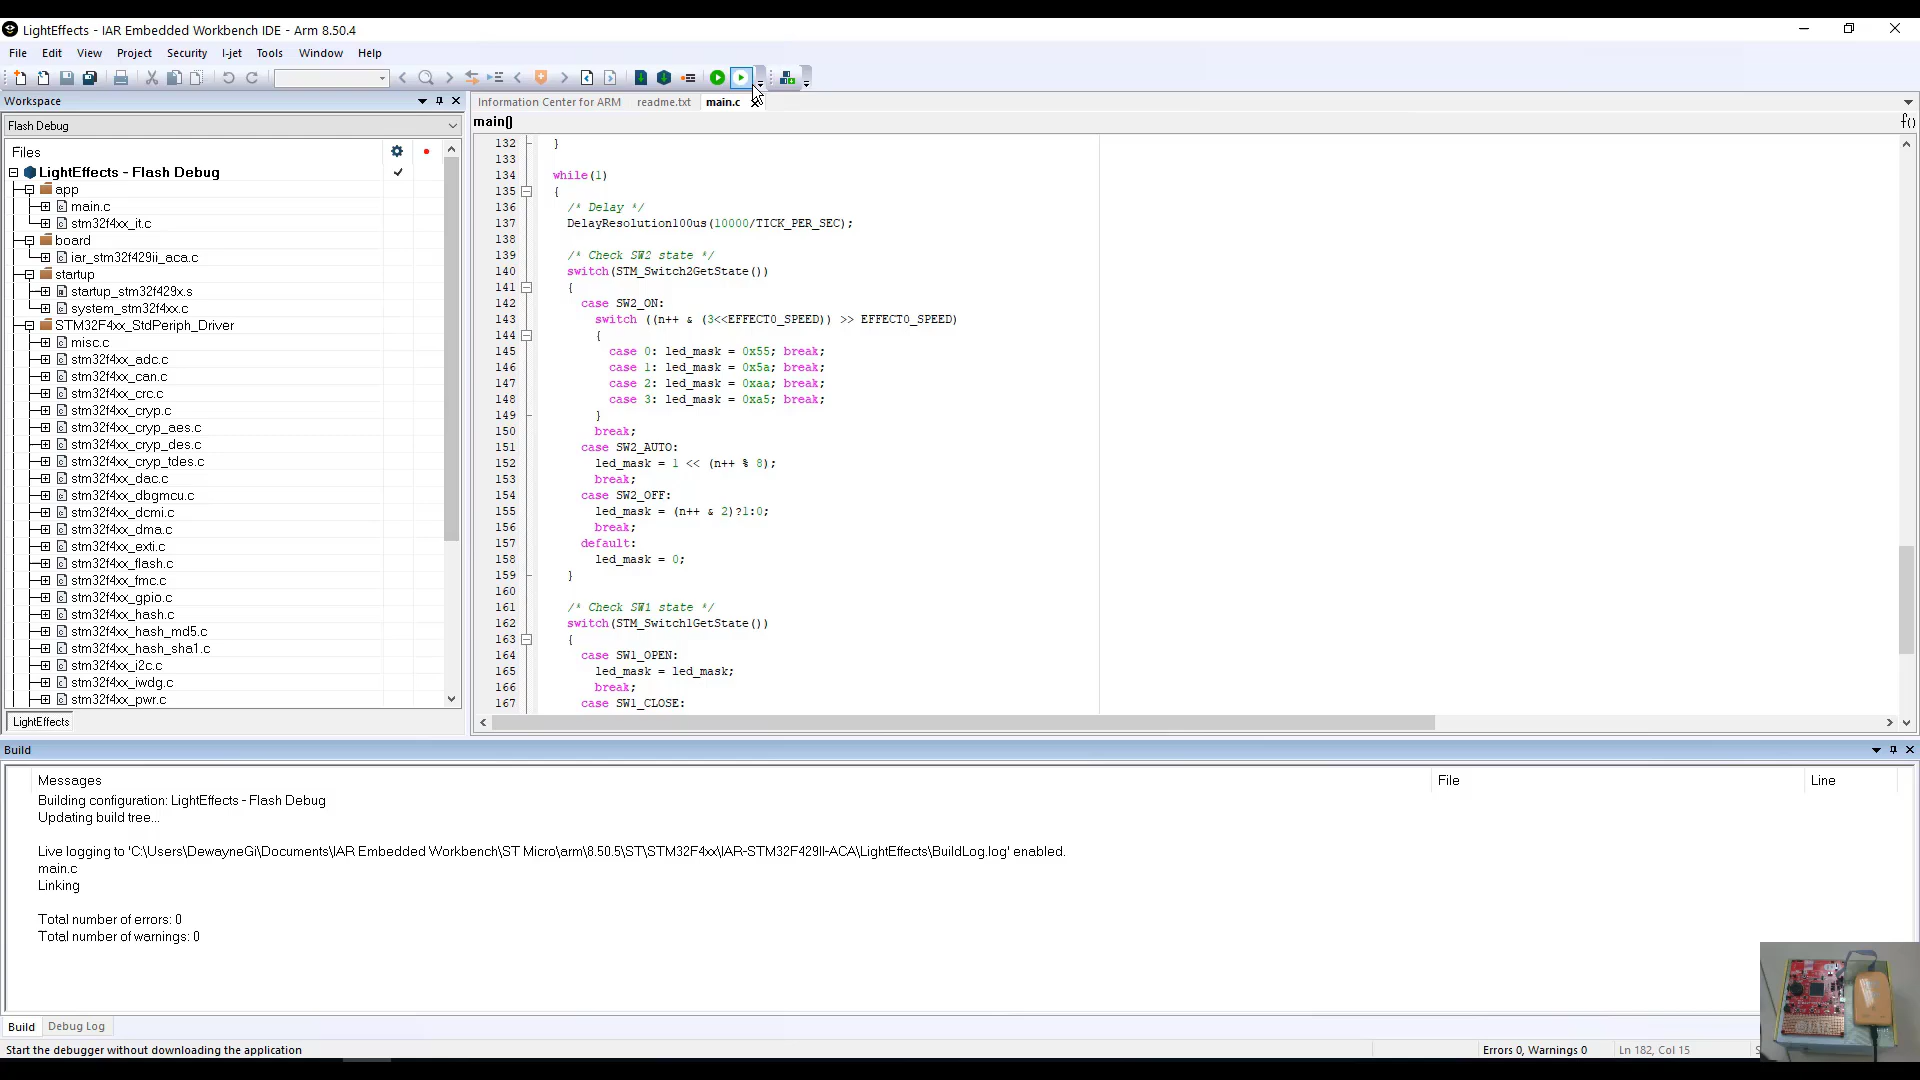 LightEffects - IAR Embedded Workbench IDE - Arm 8.50.4
File Edit View Project Security I-jet Tools Window Help
Workspace
Flash Debug
Files
LightEffects - Flash Debug
app
main.c
stm32f4xx_it.c
board
iar_stm32f429ii_aca.c
startup
startup_stm32f429x.s
system_stm32f4xx.c
STM32F4xx_StdPeriph_Driver
misc.c
stm32f4xx_adc.c
stm32f4xx_can.c
stm32f4xx_crc.c
stm32f4xx_cryp.c
stm32f4xx_cryp_aes.c
stm32f4xx_cryp_des.c
stm32f4xx_cryp_tdes.c
stm32f4xx_dac.c
stm32f4xx_dbgmcu.c
stm32f4xx_dcmi.c
stm32f4xx_dma.c
stm32f4xx_exti.c
stm32f4xx_flash.c
stm32f4xx_fmc.c
stm32f4xx_gpio.c
stm32f4xx_hash.c
stm32f4xx_hash_md5.c
stm32f4xx_hash_sha1.c
stm32f4xx_i2c.c
stm32f4xx_iwdg.c
stm32f4xx_pwr.c
LightEffects
Information Center for ARM readme.txt main.c
main()
f()
132 }
133
134 while(1)
135 {
136 /* Delay */
137 DelayResolution100us(10000/TICK_PER_SEC);
138
139 /* Check SW2 state */
140 switch(STM_Switch2GetState())
141 {
142 case SW2_ON:
143 switch ((n++ & (3<<EFFECT0_SPEED)) >> EFFECT0_SPEED)
144 {
145 case 0: led_mask = 0x55; break;
146 case 1: led_mask = 0x5a; break;
147 case 2: led_mask = 0xaa; break;
148 case 3: led_mask = 0xa5; break;
149 }
150 break;
151 case SW2_AUTO:
152 led_mask = 1 << (n++ % 8);
153 break;
154 case SW2_OFF:
155 led_mask = (n++ & 2)?1:0;
156 break;
157 default:
158 led_mask = 0;
159 }
160
161 /* Check SW1 state */
162 switch(STM_Switch1GetState())
163 {
164 case SW1_OPEN:
165 led_mask = led_mask;
166 break;
167 case SW1_CLOSE:
Build
Messages File Line
Building configuration: LightEffects - Flash Debug
Updating build tree...
Live logging to 'C:\Users\DewayneGi\Documents\IAR Embedded Workbench\ST Micro\arm\8.50.5\ST\STM32F4xx\IAR-STM32F429II-ACA\LightEffects\BuildLog.log' enabled.
main.c
Linking
Total number of errors: 0
Total number of warnings: 0
Build Debug Log
Start the debugger without downloading the application
Errors 0, Warnings 0
Ln 182, Col 15